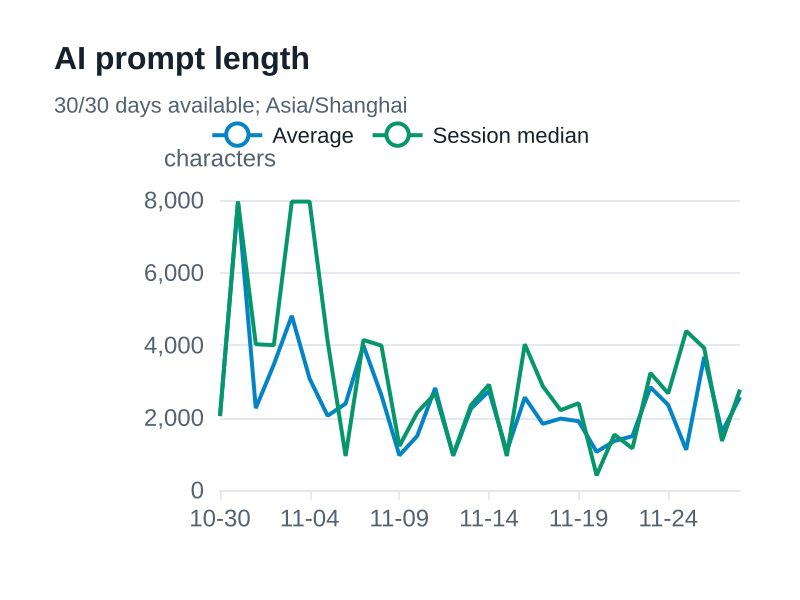 AI prompt length
30/30 days available; Asia/Shanghai
Average Session median
characters
8,000
6,000
4,000
2,000
0
10-30 11-04 11-09 11-14 11-19 11-24